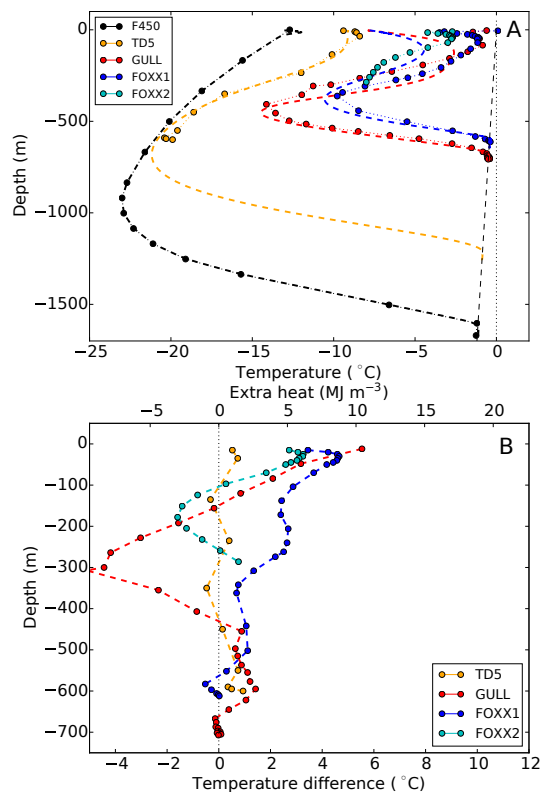 A
F450
TD5
GULL
FOXX1
FOXX2
0
−500
−1000
−1500
Depth (m)
−25 −20 −15 −10 −5 0
Temperature (°C)
Extra heat (MJ m−3)
−5 0 5 10 15 20
B
0
−100
−200
−300
−400
−500
−600
−700
Depth (m)
TD5
GULL
FOXX1
FOXX2
−4 −2 0 2 4 6 8 10 12
Temperature difference (°C)